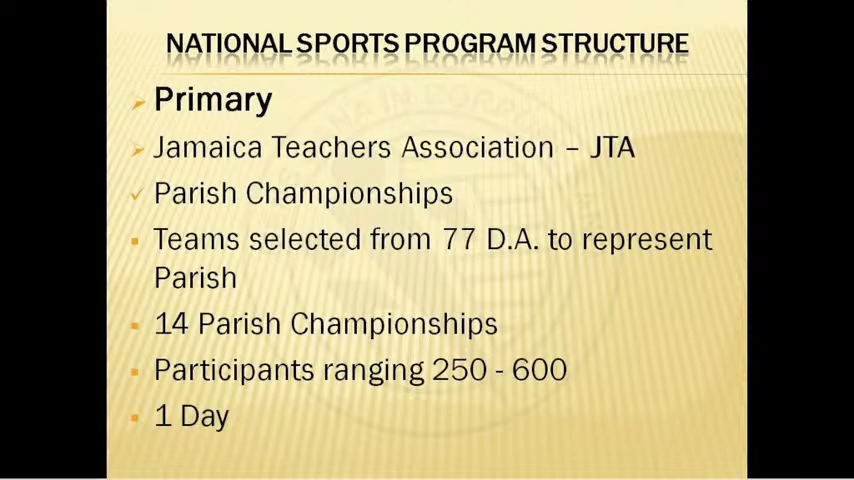 NATIONAL SPORTS PROGRAM STRUCTURE
Primary
Jamaica Teachers Association – JTA
Parish Championships
Teams selected from 77 D.A. to represent
Parish
14 Parish Championships
Participants ranging 250 - 600
1 Day